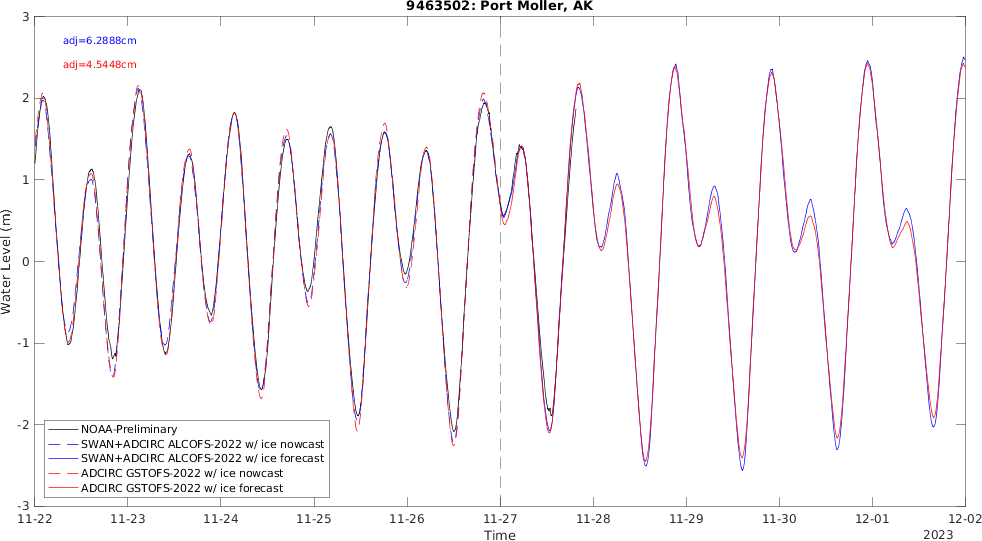 9463502: Port Moller, AK
adj=6.2888cm
adj=4.5448cm
Water Level (m)
3
2
1
0
-1
-2
-3
NOAA-Preliminary
SWAN+ADCIRC ALCOFS-2022 w/ ice nowcast
SWAN+ADCIRC ALCOFS-2022 w/ ice forecast
ADCIRC GSTOFS-2022 w/ ice nowcast
ADCIRC GSTOFS-2022 w/ ice forecast
11-22 11-23 11-24 11-25 11-26 11-27 11-28 11-29 11-30 12-01 12-02
Time
2023